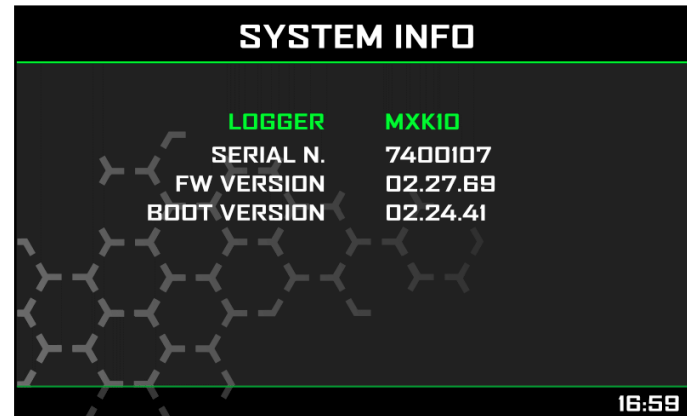 SYSTEM INFO
LOGGER MXK10
SERIAL N. 7400107
FW VERSION 02.27.69
BOOT VERSION 02.24.41
16:59